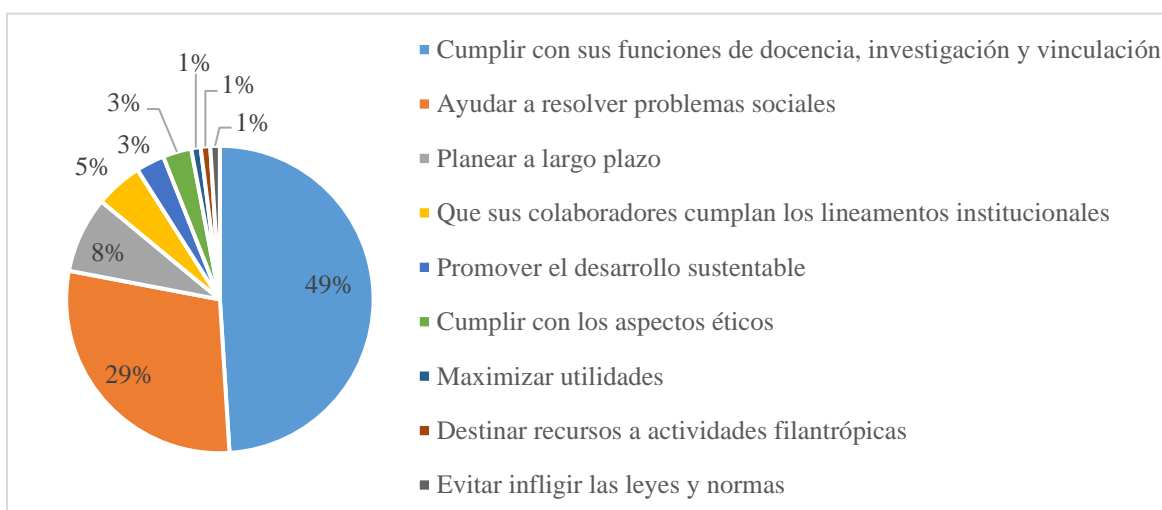 1%
1%
3%
1%
3%
5%
8%
49%
29%
Cumplir con sus funciones de docencia, investigación y vinculación
Ayudar a resolver problemas sociales
Planear a largo plazo
Que sus colaboradores cumplan los lineamentos institucionales
Promover el desarrollo sustentable
Cumplir con los aspectos éticos
Maximizar utilidades
Destinar recursos a actividades filantrópicas
Evitar infligir las leyes y normas